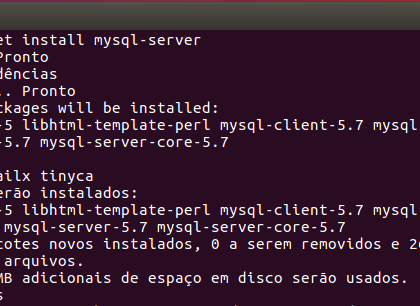 et install mysql-server
Pronto
dências
.. Pronto
ckages will be installed:
-5 libhtml-template-perl mysql-client-5.7 mysql
-5.7 mysql-server-core-5.7
ailx tinyca
erão instalados:
-5 libhtml-template-perl mysql-client-5.7 mysql
mysql-server-5.7 mysql-server-core-5.7
cotes novos instalados, 0 a serem removidos e 2
arquivos.
MB adicionais de espaço em disco serão usados.
s